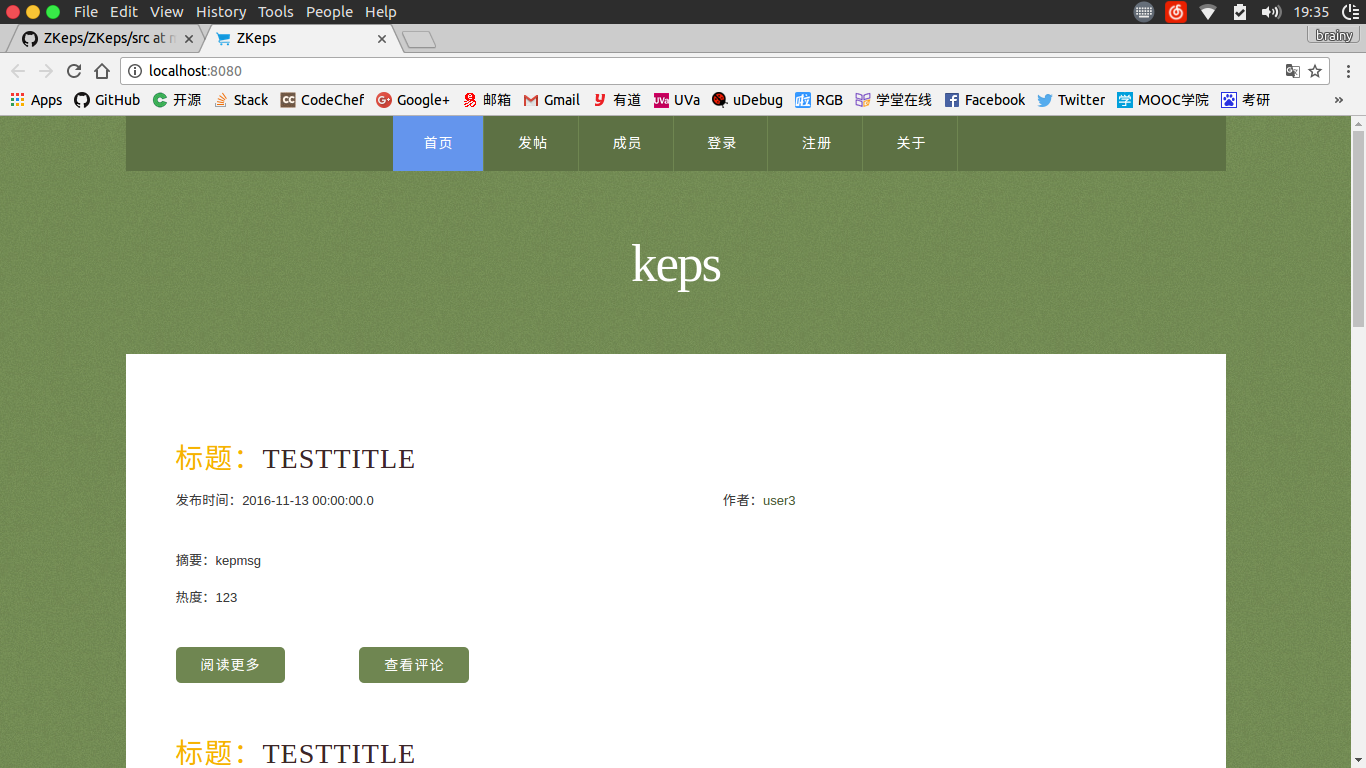 File Edit View History Tools People Help 19:35
ZKeps/ZKeps/src at m ZKeps brainy
localhost:8080
Apps GitHub 开源 Stack CodeChef Google+ 邮箱 Gmail 有道 UVa uDebug RGB 学堂在线 Facebook Twitter MOOC学院 考研 »
首页 发帖 成员 登录 注册 关于
keps
标题：TESTTITLE
发布时间：2016-11-13 00:00:00.0 作者：user3
摘要：kepmsg
热度：123
阅读更多 查看评论
标题：TESTTITLE